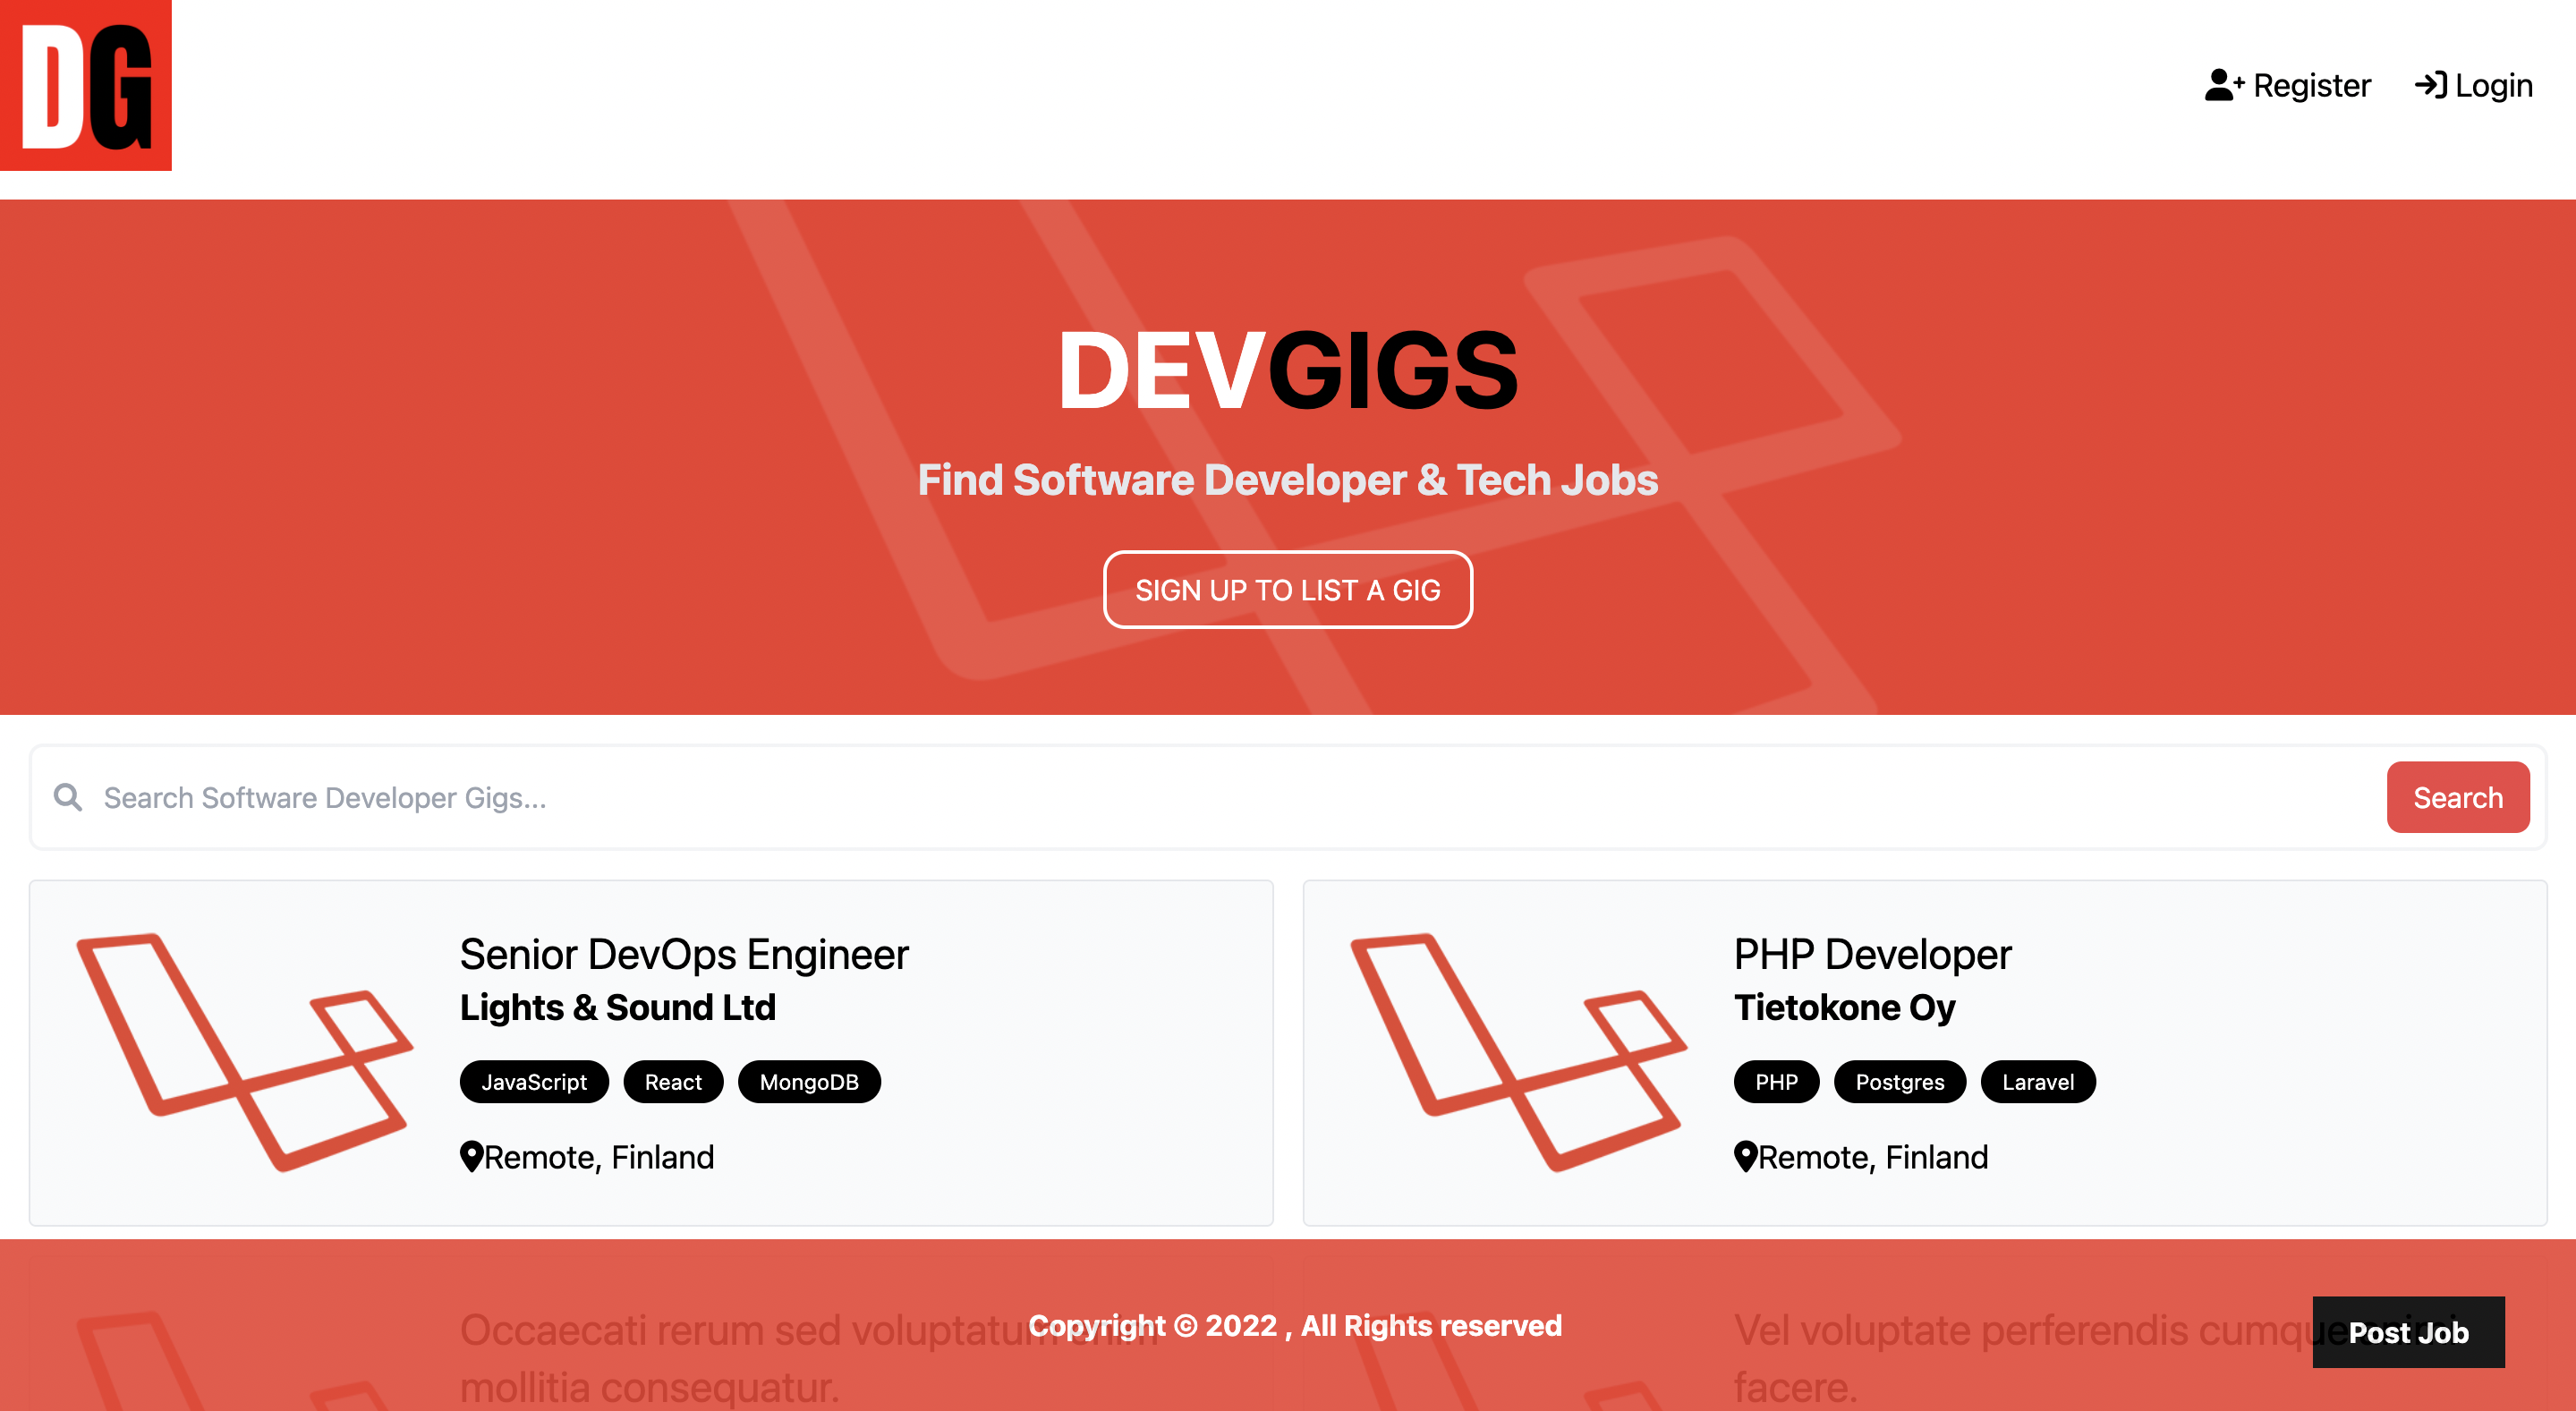 DG
Register
Login
DEVGIGS
Find Software Developer & Tech Jobs
SIGN UP TO LIST A GIG
Search Software Developer Gigs...
Search
Senior DevOps Engineer
Lights & Sound Ltd
JavaScript React MongoDB
Remote, Finland
PHP Developer
Tietokone Oy
PHP Postgres Laravel
Remote, Finland
Occaecati rerum sed voluptatum enim
mollitia consequatur.
Copyright © 2022 , All Rights reserved
Vel voluptate perferendis cumque
facere.
Post Job